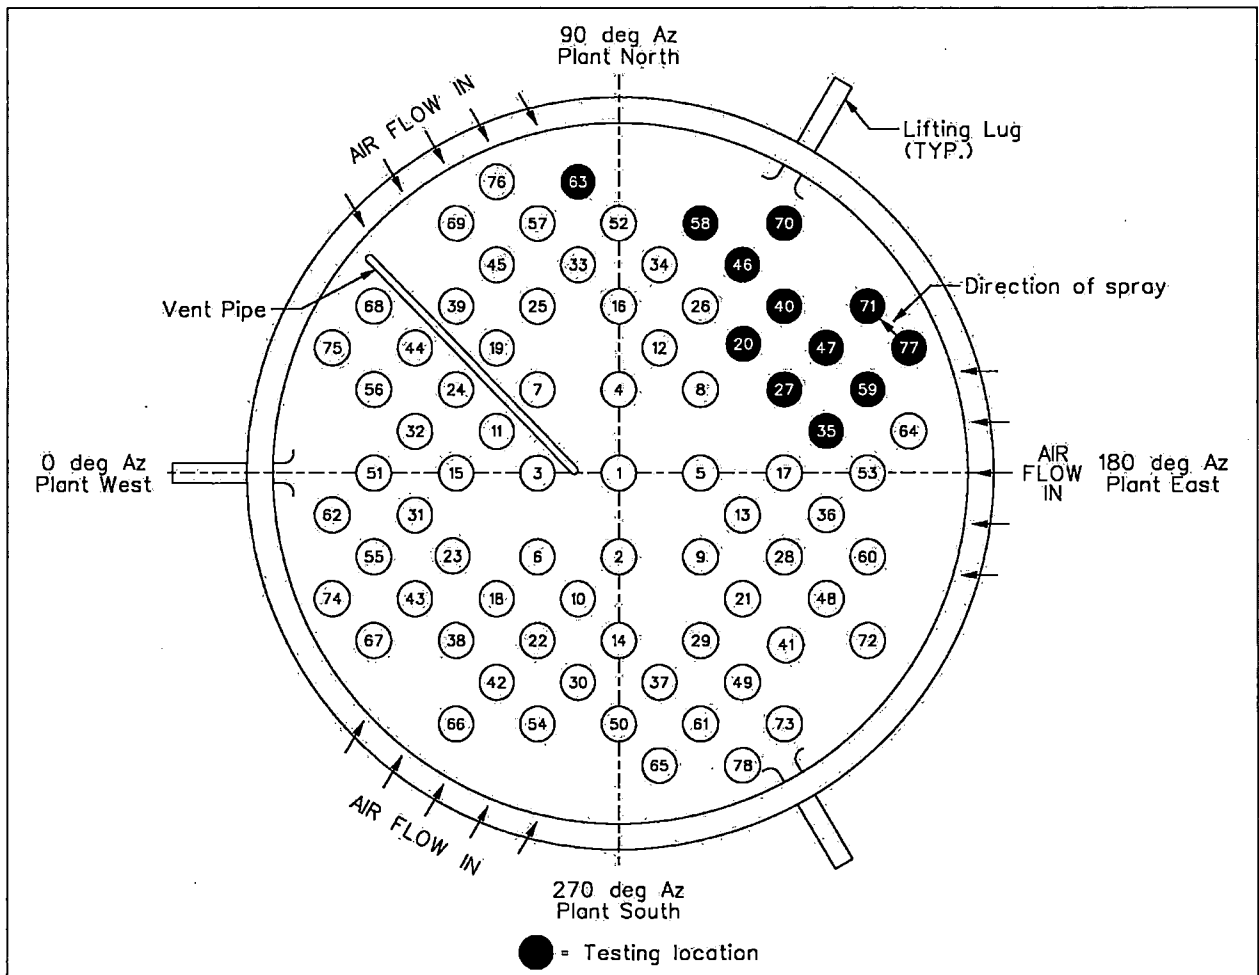 90 deg Az
Plant North
AIR FLOW IN
Lifting Lug
(TYP.)
76 63
69 57 52 58 70
45 33 34 46
Direction of spray
Vent Pipe
68 39 25 16 26 40 71
75 44 19 12 20 47 77
56 24 7 4 8 27 59
32 11 35 64
0 deg Az
Plant West
51 15 3 1 5 17 53
AIR
FLOW
IN
180 deg Az
Plant East
62 31 13 36
55 23 6 2 9 28 60
74 43 18 10 21 48
67 38 22 14 29 41 72
42 30 37 49
66 54 50 61 73
65 78
AIR FLOW IN
270 deg Az
Plant South
= Testing location